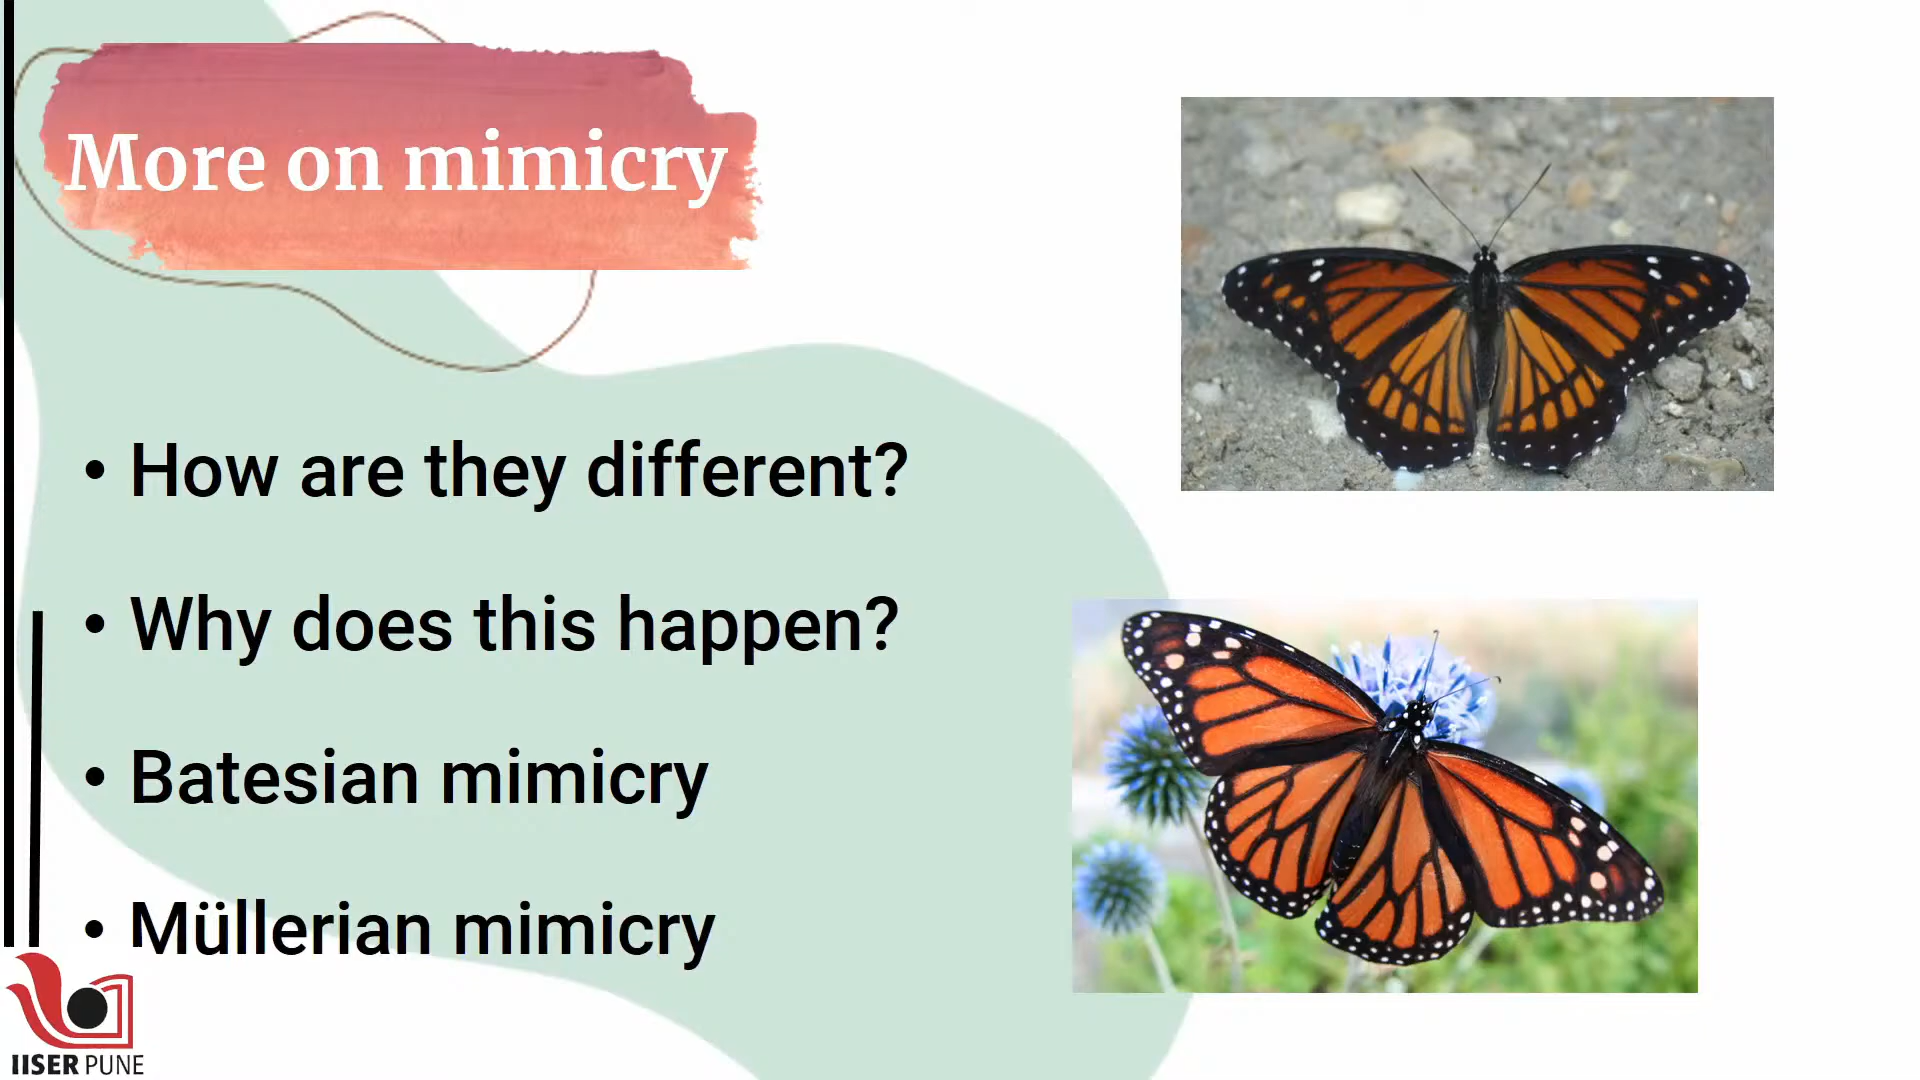 More on mimicry
• How are they different?
• Why does this happen?
• Batesian mimicry
• Müllerian mimicry
IISER PUNE